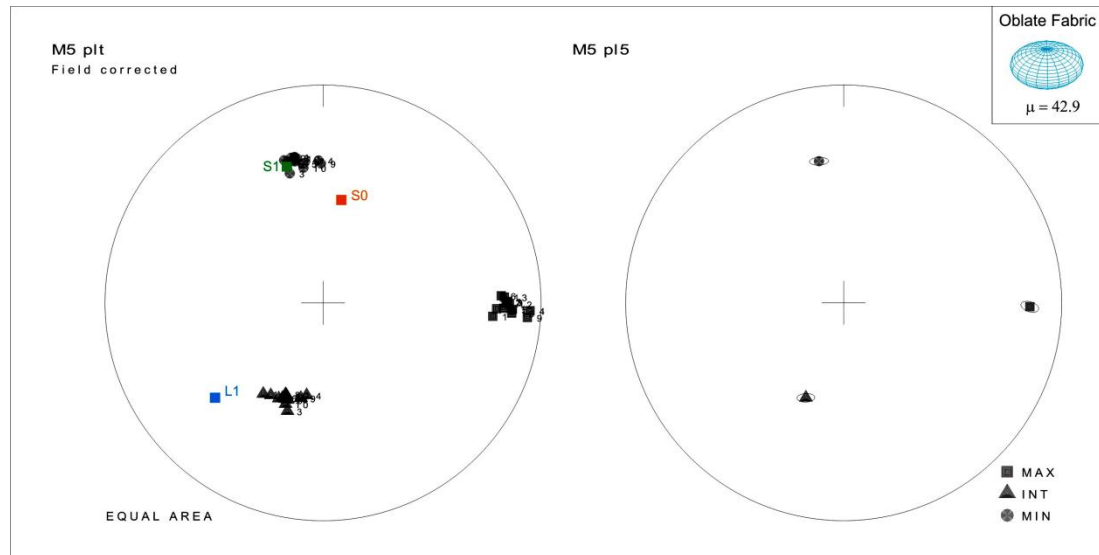 M5 plt
Field corrected
M5 pl5
Oblate Fabric
μ = 42.9
S1
S0
L1
EQUAL AREA
MAX
INT
MIN